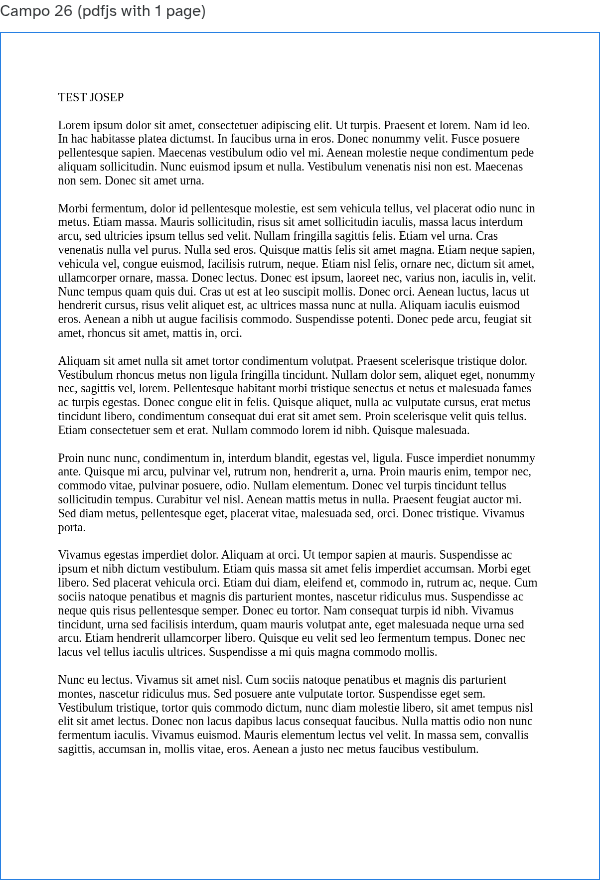 Campo 26 (pdfjs with 1 page)
TEST JOSEP
Lorem ipsum dolor sit amet, consectetuer adipiscing elit. Ut turpis. Praesent et lorem. Nam id leo.
In hac habitasse platea dictumst. In faucibus urna in eros. Donec nonummy velit. Fusce posuere
pellentesque sapien. Maecenas vestibulum odio vel mi. Aenean molestie neque condimentum pede
aliquam sollicitudin. Nunc euismod ipsum et nulla. Vestibulum venenatis nisi non est. Maecenas
non sem. Donec sit amet urna.
Morbi fermentum, dolor id pellentesque molestie, est sem vehicula tellus, vel placerat odio nunc in
metus. Etiam massa. Mauris sollicitudin, risus sit amet sollicitudin iaculis, massa lacus interdum
arcu, sed ultricies ipsum tellus sed velit. Nullam fringilla sagittis felis. Etiam vel urna. Cras
venenatis nulla vel purus. Nulla sed eros. Quisque mattis felis sit amet magna. Etiam neque sapien,
vehicula vel, congue euismod, facilisis rutrum, neque. Etiam nisl felis, ornare nec, dictum sit amet,
ullamcorper ornare, massa. Donec lectus. Donec est ipsum, laoreet nec, varius non, iaculis in, velit.
Nunc tempus quam quis dui. Cras ut est at leo suscipit mollis. Donec orci. Aenean luctus, lacus ut
hendrerit cursus, risus velit aliquet est, ac ultrices massa nunc at nulla. Aliquam iaculis euismod
eros. Aenean a nibh ut augue facilisis commodo. Suspendisse potenti. Donec pede arcu, feugiat sit
amet, rhoncus sit amet, mattis in, orci.
Aliquam sit amet nulla sit amet tortor condimentum volutpat. Praesent scelerisque tristique dolor.
Vestibulum rhoncus metus non ligula fringilla tincidunt. Nullam dolor sem, aliquet eget, nonummy
nec, sagittis vel, lorem. Pellentesque habitant morbi tristique senectus et netus et malesuada fames
ac turpis egestas. Donec congue elit in felis. Quisque aliquet, nulla ac vulputate cursus, erat metus
tincidunt libero, condimentum consequat dui erat sit amet sem. Proin scelerisque velit quis tellus.
Etiam consectetuer sem et erat. Nullam commodo lorem id nibh. Quisque malesuada.
Proin nunc nunc, condimentum in, interdum blandit, egestas vel, ligula. Fusce imperdiet nonummy
ante. Quisque mi arcu, pulvinar vel, rutrum non, hendrerit a, urna. Proin mauris enim, tempor nec,
commodo vitae, pulvinar posuere, odio. Nullam elementum. Donec vel turpis tincidunt tellus
sollicitudin tempus. Curabitur vel nisl. Aenean mattis metus in nulla. Praesent feugiat auctor mi.
Sed diam metus, pellentesque eget, placerat vitae, malesuada sed, orci. Donec tristique. Vivamus
porta.
Vivamus egestas imperdiet dolor. Aliquam at orci. Ut tempor sapien at mauris. Suspendisse ac
ipsum et nibh dictum vestibulum. Etiam quis massa sit amet felis imperdiet accumsan. Morbi eget
libero. Sed placerat vehicula orci. Etiam dui diam, eleifend et, commodo in, rutrum ac, neque. Cum
sociis natoque penatibus et magnis dis parturient montes, nascetur ridiculus mus. Suspendisse ac
neque quis risus pellentesque semper. Donec eu tortor. Nam consequat turpis id nibh. Vivamus
tincidunt, urna sed facilisis interdum, quam mauris volutpat ante, eget malesuada neque urna sed
arcu. Etiam hendrerit ullamcorper libero. Quisque eu velit sed leo fermentum tempus. Donec nec
lacus vel tellus iaculis ultrices. Suspendisse a mi quis magna commodo mollis.
Nunc eu lectus. Vivamus sit amet nisl. Cum sociis natoque penatibus et magnis dis parturient
montes, nascetur ridiculus mus. Sed posuere ante vulputate tortor. Suspendisse eget sem.
Vestibulum tristique, tortor quis commodo dictum, nunc diam molestie libero, sit amet tempus nisl
elit sit amet lectus. Donec non lacus dapibus lacus consequat faucibus. Nulla mattis odio non nunc
fermentum iaculis. Vivamus euismod. Mauris elementum lectus vel velit. In massa sem, convallis
sagittis, accumsan in, mollis vitae, eros. Aenean a justo nec metus faucibus vestibulum.